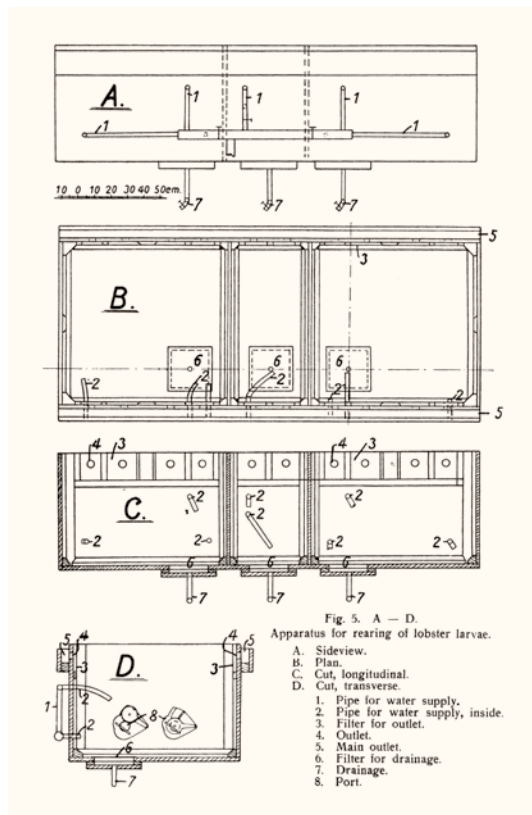 1 1 1
A.
1 1
10 0 10 20 30 40 50em.
7 7 7
5
3
B.
6 6 6
2 2 2 2 2
5
4 3 4 3
2 2 2
C. 2
2 2 2 2
6 6 6
7 7 7
Fig. 5. A — D.
Apparatus for rearing of lobster larvae.
A. Sideview.
B. Plan.
C. Cut, longitudinal.
D. Cut, transverse.
1. Pipe for water supply.
2. Pipe for water supply, inside.
3. Filter for outlet.
4. Outlet.
5. Main outlet.
6. Filter for drainage.
7. Drainage.
8. Port.
5 4 4 5
3 D. 3
2
1 8
2
6
7